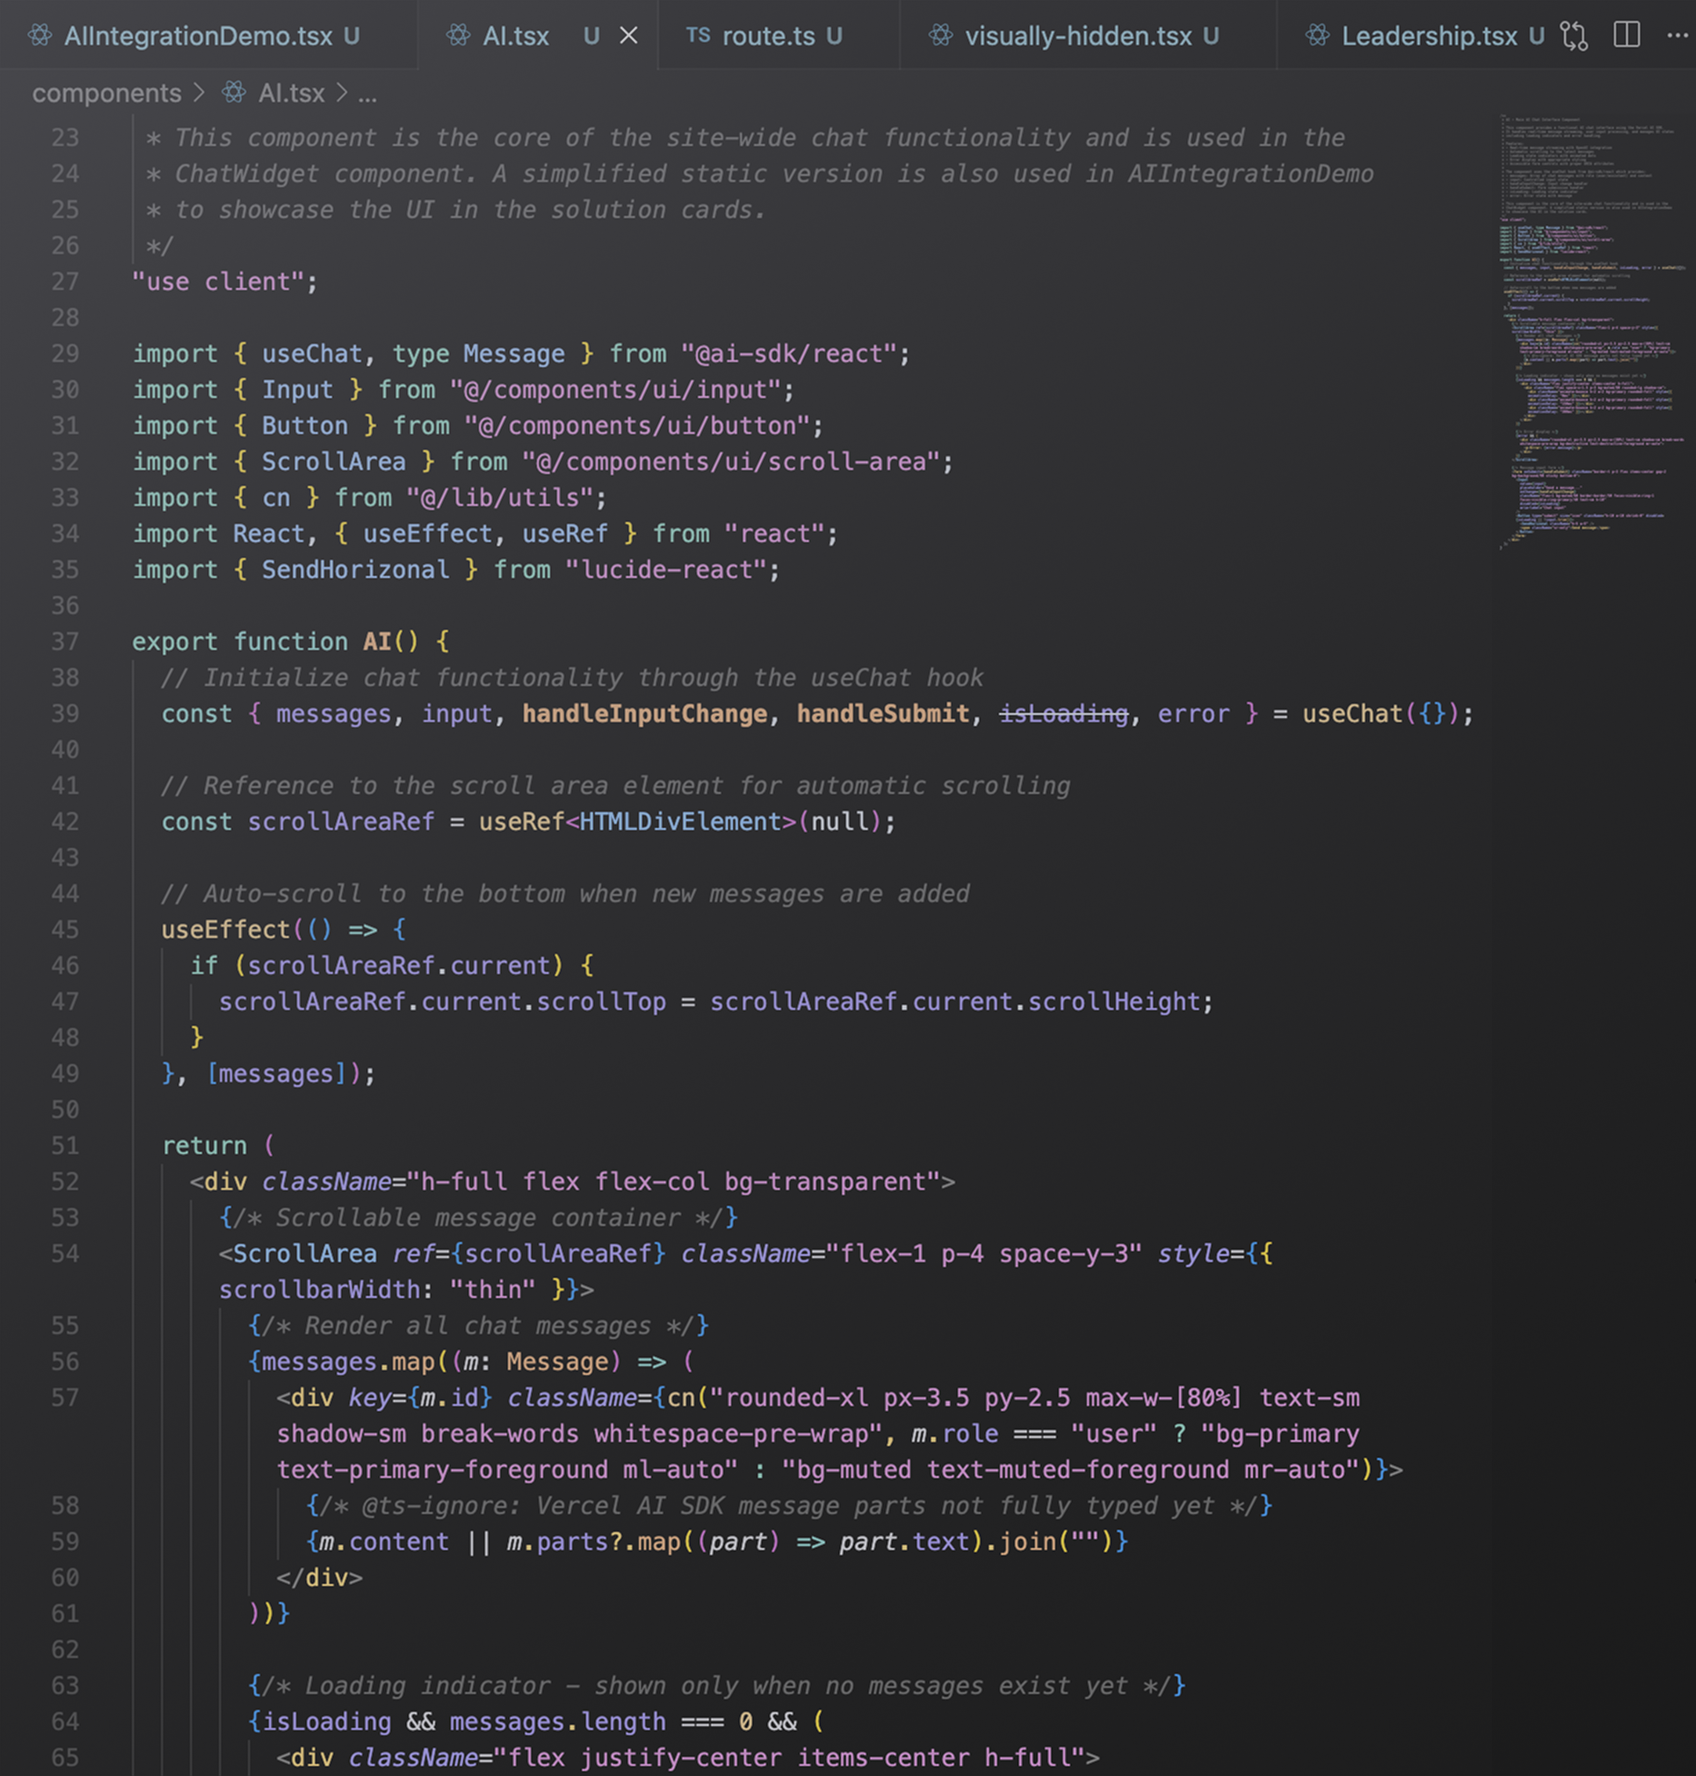 AIIntegrationDemo.tsx U
AI.tsx U
TS route.ts U
visually-hidden.tsx U
Leadership.tsx U
components > AI.tsx > ...
23 * This component is the core of the site-wide chat functionality and is used in the
24 * ChatWidget component. A simplified static version is also used in AIIntegrationDemo
25 * to showcase the UI in the solution cards.
26 */
27 "use client";
28
29 import { useChat, type Message } from "@ai-sdk/react";
30 import { Input } from "@/components/ui/input";
31 import { Button } from "@/components/ui/button";
32 import { ScrollArea } from "@/components/ui/scroll-area";
33 import { cn } from "@/lib/utils";
34 import React, { useEffect, useRef } from "react";
35 import { SendHorizonal } from "lucide-react";
36
37 export function AI() {
38 // Initialize chat functionality through the useChat hook
39 const { messages, input, handleInputChange, handleSubmit, isLoading, error } = useChat({});
40
41 // Reference to the scroll area element for automatic scrolling
42 const scrollAreaRef = useRef<HTMLDivElement>(null);
43
44 // Auto-scroll to the bottom when new messages are added
45 useEffect(() => {
46 if (scrollAreaRef.current) {
47 scrollAreaRef.current.scrollTop = scrollAreaRef.current.scrollHeight;
48 }
49 }, [messages]);
50
51 return (
52 <div className="h-full flex flex-col bg-transparent">
53 {/* Scrollable message container */}
54 <ScrollArea ref={scrollAreaRef} className="flex-1 p-4 space-y-3" style={{
scrollbarWidth: "thin" }}>
55 {/* Render all chat messages */}
56 {messages.map((m: Message) => (
57 <div key={m.id} className={cn("rounded-xl px-3.5 py-2.5 max-w-[80%] text-sm
shadow-sm break-words whitespace-pre-wrap", m.role === "user" ? "bg-primary
text-primary-foreground ml-auto" : "bg-muted text-muted-foreground mr-auto")}>
58 {/* @ts-ignore: Vercel AI SDK message parts not fully typed yet */}
59 {m.content || m.parts?.map((part) => part.text).join("")}
60 </div>
61 ))}
62
63 {/* Loading indicator – shown only when no messages exist yet */}
64 {isLoading && messages.length === 0 && (
65 <div className="flex justify-center items-center h-full">